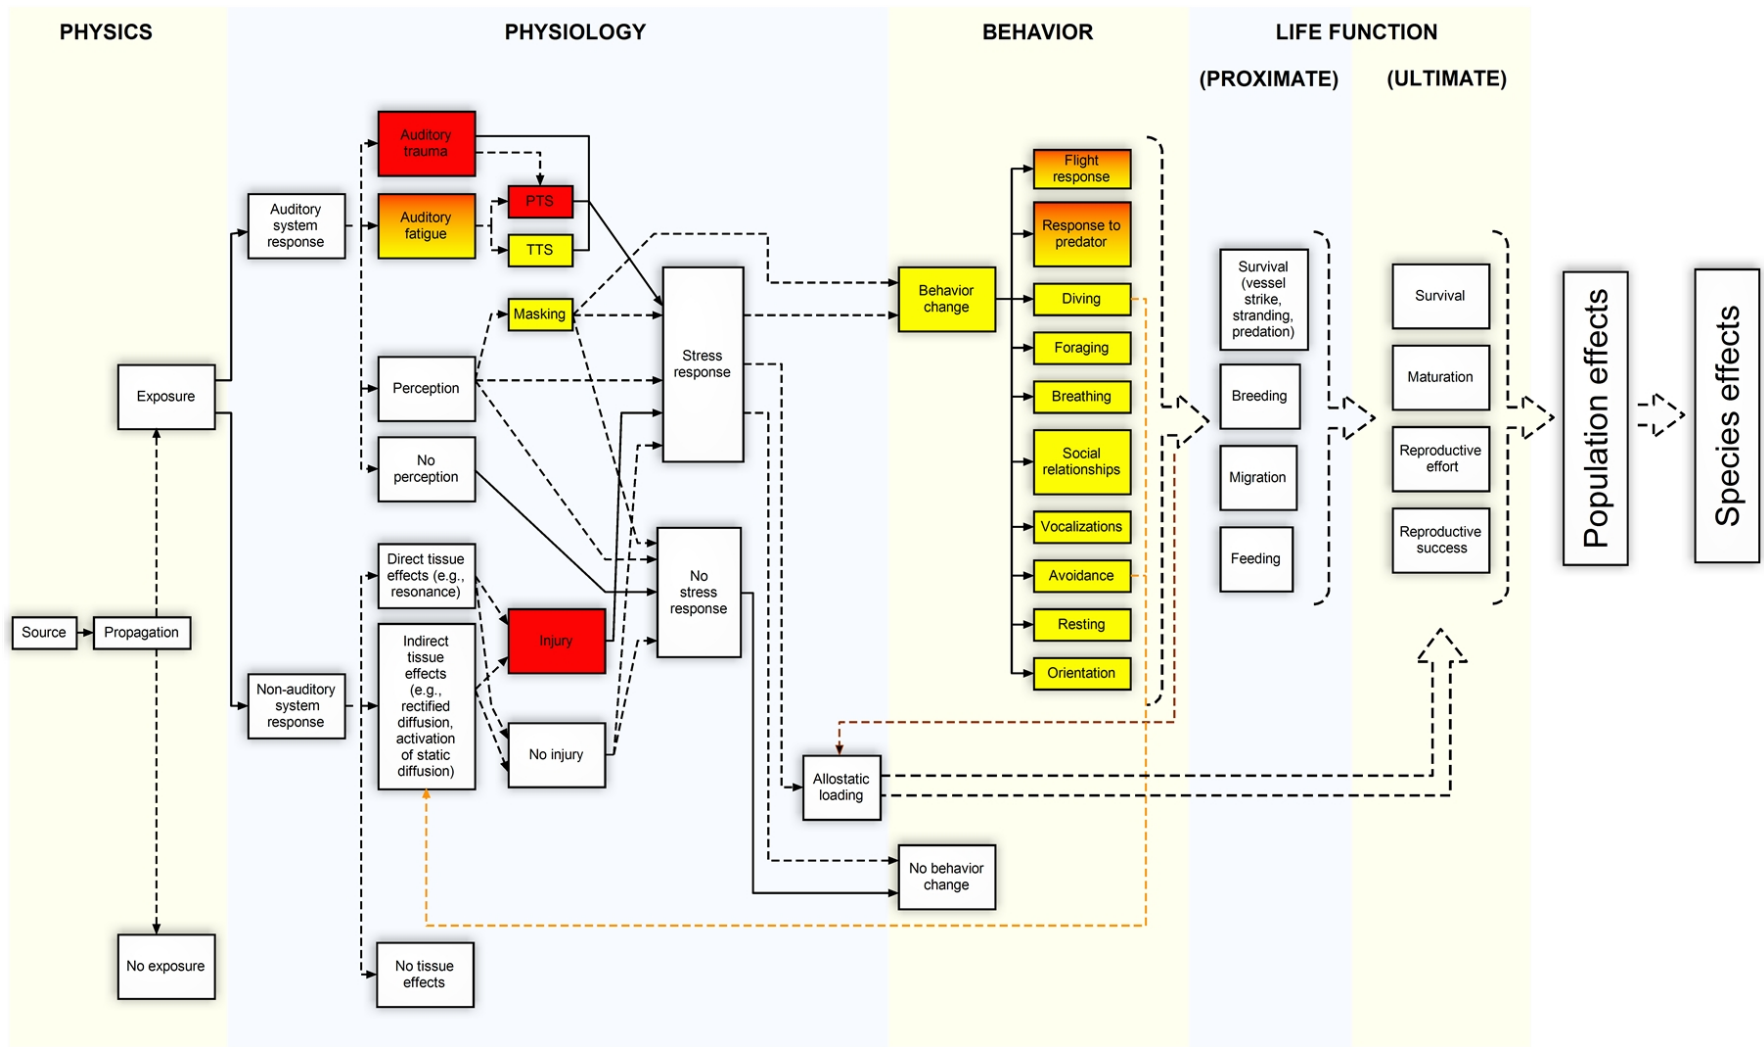 PHYSICS
PHYSIOLOGY
BEHAVIOR
LIFE FUNCTION
(PROXIMATE)
(ULTIMATE)
Source
Propagation
Exposure
No exposure
Auditory
system
response
Non-auditory
system
response
Auditory
trauma
Auditory
fatigue
PTS
TTS
Masking
Perception
No
perception
Direct tissue
effects (e.g.,
resonance)
Indirect
tissue
effects
(e.g.,
rectified
diffusion,
activation
of static
diffusion)
No tissue
effects
Injury
No injury
Stress
response
No
stress
response
Allostatic
loading
Behavior
change
No behavior
change
Flight
response
Response to
predator
Diving
Foraging
Breathing
Social
relationships
Vocalizations
Avoidance
Resting
Orientation
Survival
(vessel
strike,
stranding,
predation)
Breeding
Migration
Feeding
Survival
Maturation
Reproductive
effort
Reproductive
success
Population effects
Species effects